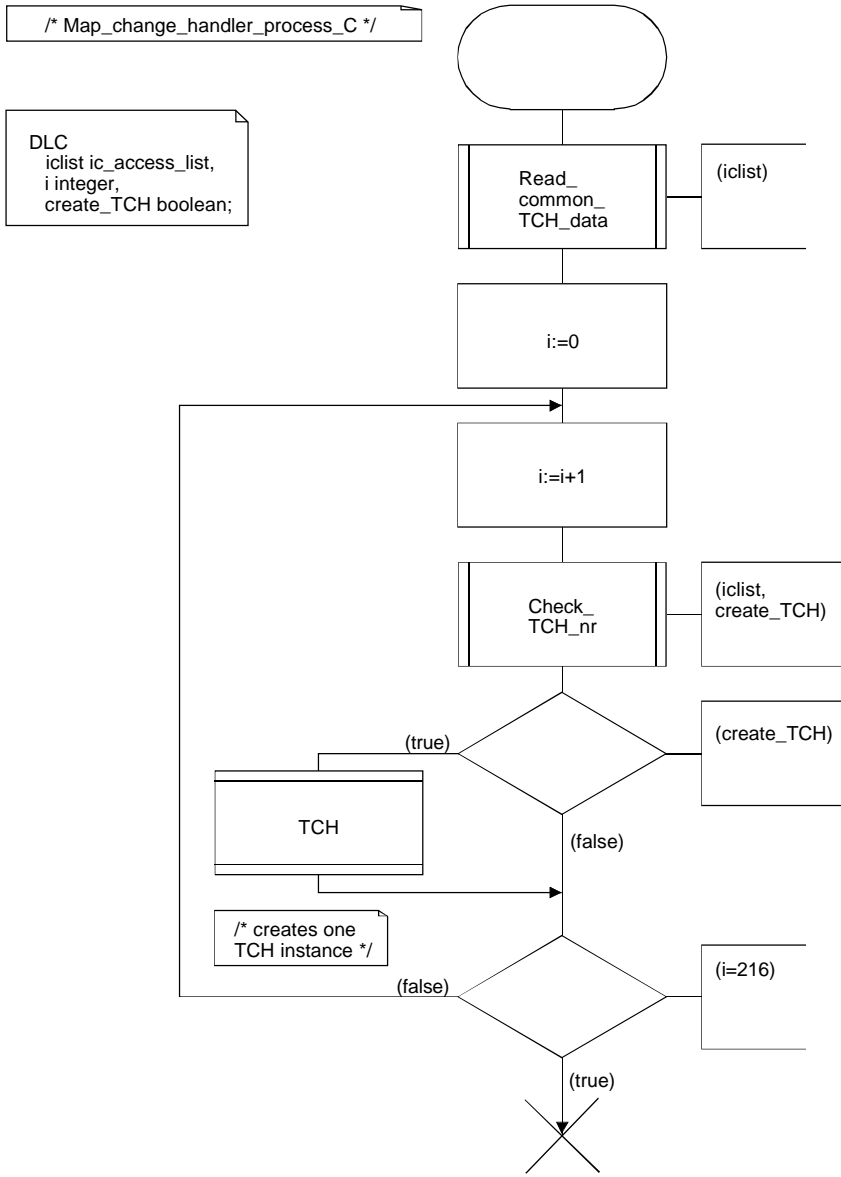 /* Map_change_handler_process_C */
DLC
iclist ic_access_list,
i integer,
create_TCH boolean;
Read_
common_
TCH_data
(iclist)
i:=0
i:=i+1
Check_
TCH_nr
(iclist,
create_TCH)
(true)
(create_TCH)
TCH
(false)
/* creates one
TCH instance */
(false)
(i=216)
(true)